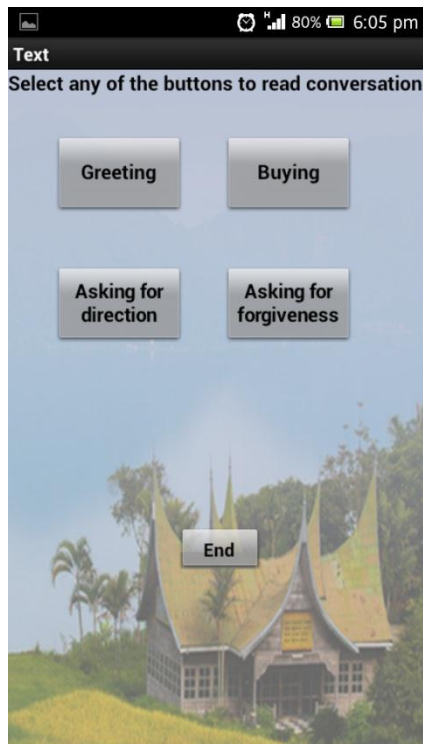 H 80% 6:05 pm
Text
Select any of the buttons to read conversation
Greeting Buying
Asking for direction
Asking for forgiveness
End